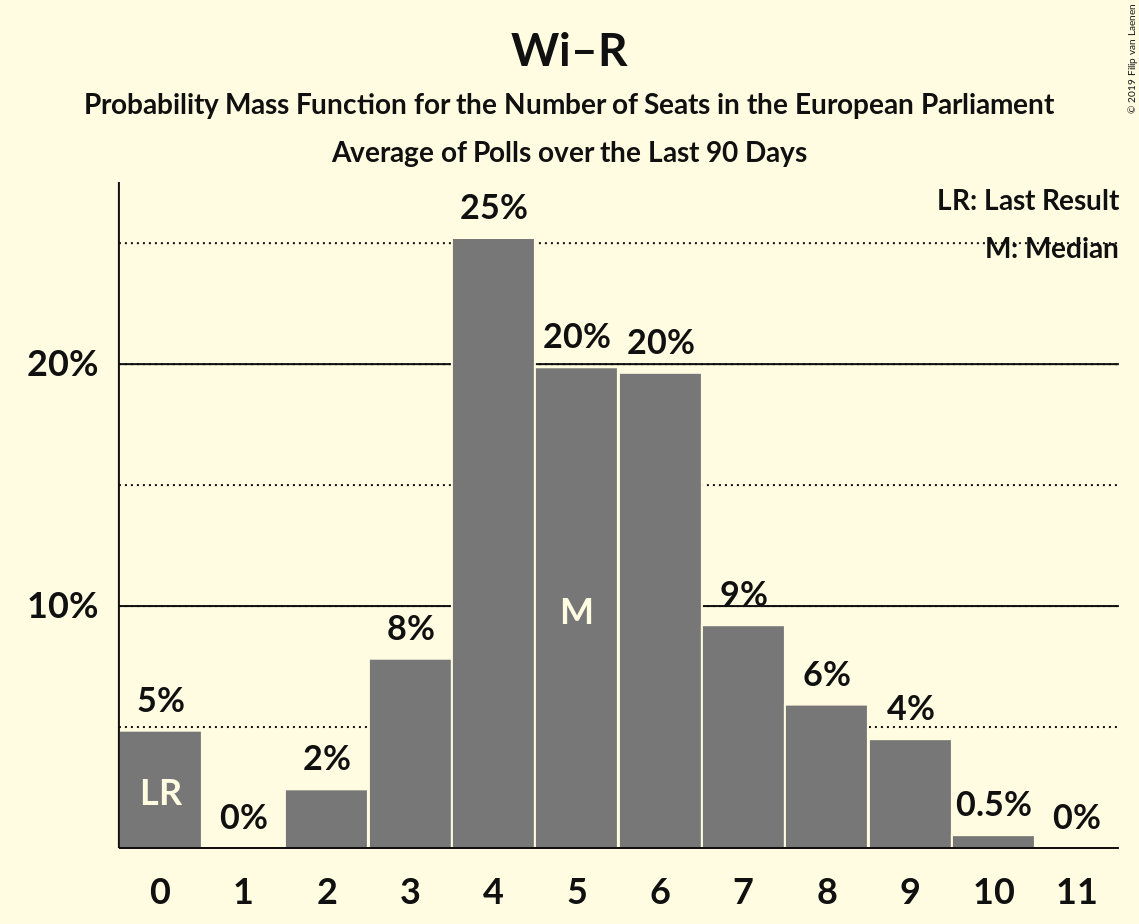 Wi–R
Probability Mass Function for the Number of Seats in the European Parliament
Average of Polls over the Last 90 Days
© 2019 Filip van Laenen
LR: Last Result
M: Median
25%
20% 20%
20%
10%
9%
8%
6%
5%
4%
2%
0%
0.5%
0%
M
LR
0 1 2 3 4 5 6 7 8 9 10 11